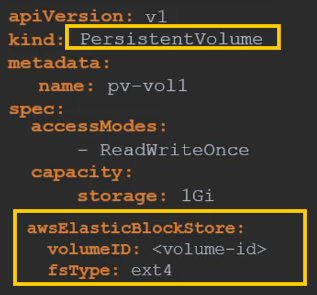 apiVersion: v1
kind: PersistentVolume
metadata:
name: pv-vol1
spec:
accessModes:
- ReadWriteOnce
capacity:
storage: 1Gi
awsElasticBlockStore:
volumeID: <volume-id>
fsType: ext4